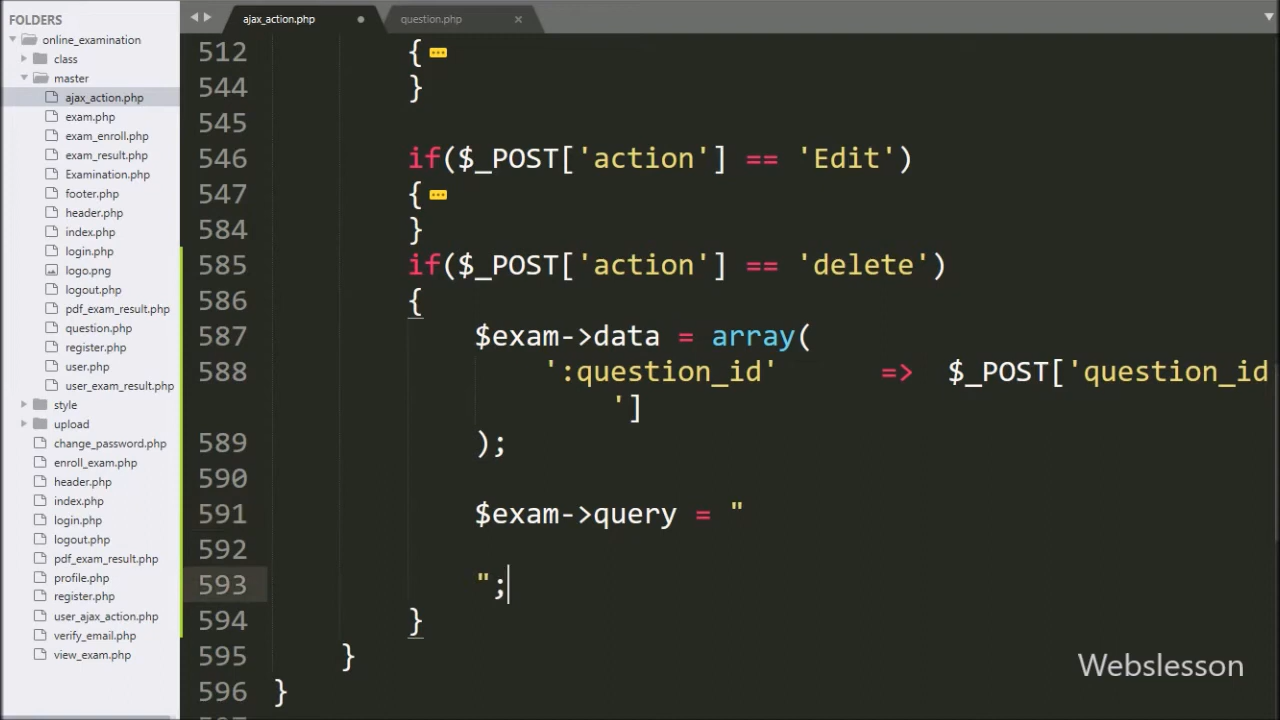 FOLDERS
online_examination
class
master
ajax_action.php
exam.php
exam_enroll.php
exam_result.php
Examination.php
footer.php
header.php
index.php
login.php
logo.png
logout.php
pdf_exam_result.php
question.php
register.php
user.php
user_exam_result.php
style
upload
change_password.php
enroll_exam.php
header.php
index.php
login.php
logout.php
pdf_exam_result.php
profile.php
register.php
user_ajax_action.php
verify_email.php
view_exam.php
ajax_action.php
question.php ×
512 {
544 }
545
546 if($_POST['action'] == 'Edit')
547 {
584 }
585 if($_POST['action'] == 'delete')
586 {
587 $exam->data = array(
588 ':question_id' => $_POST['question_id
']
589 );
590
591 $exam->query = "
592
593 ";
594 }
595 }
596 }
Webslesson